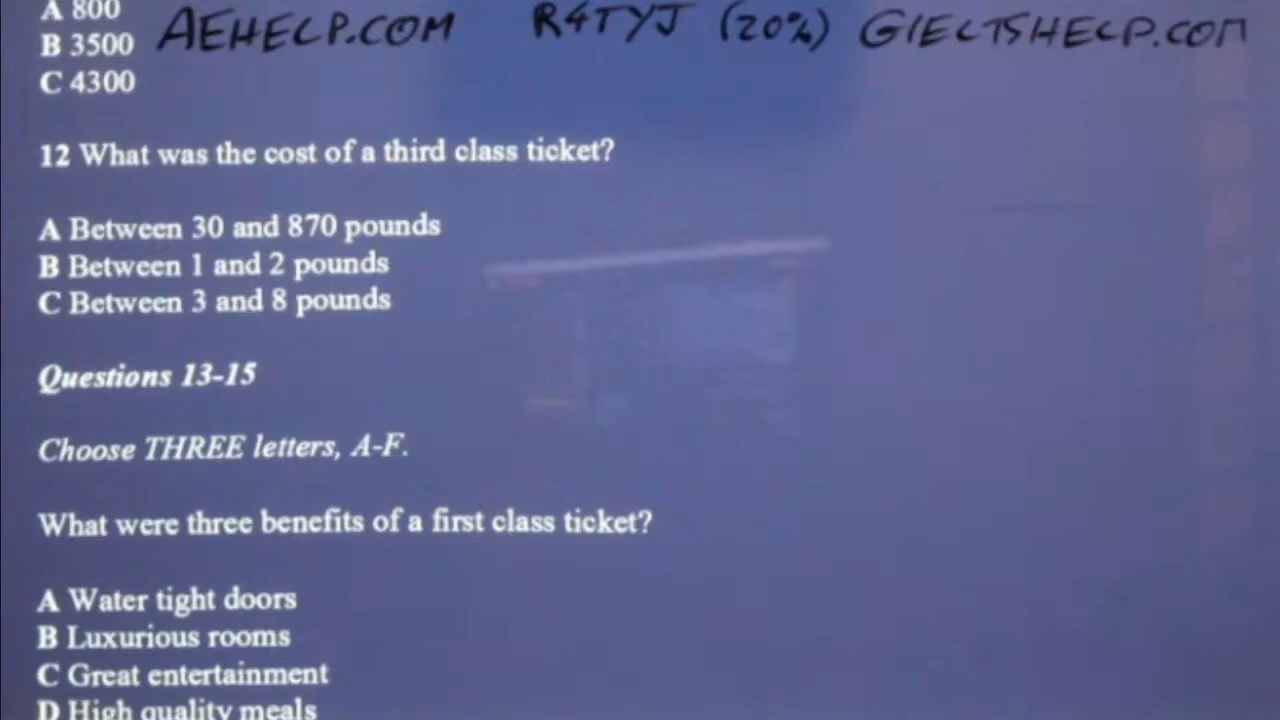 A 800
AEHELP.COM R4TYJ (20%) GIELTSHELP.COM
B 3500
C 4300
12 What was the cost of a third class ticket?
A Between 30 and 870 pounds
B Between 1 and 2 pounds
C Between 3 and 8 pounds
Questions 13-15
Choose THREE letters, A-F.
What were three benefits of a first class ticket?
A Water tight doors
B Luxurious rooms
C Great entertainment
D High quality meals